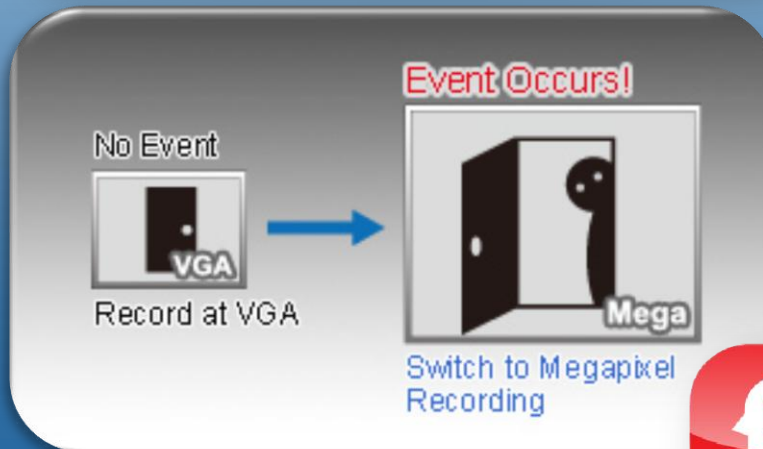 Event Occurs!
No Event
VGA
Mega
Record at VGA
Switch to Megapixel
Recording